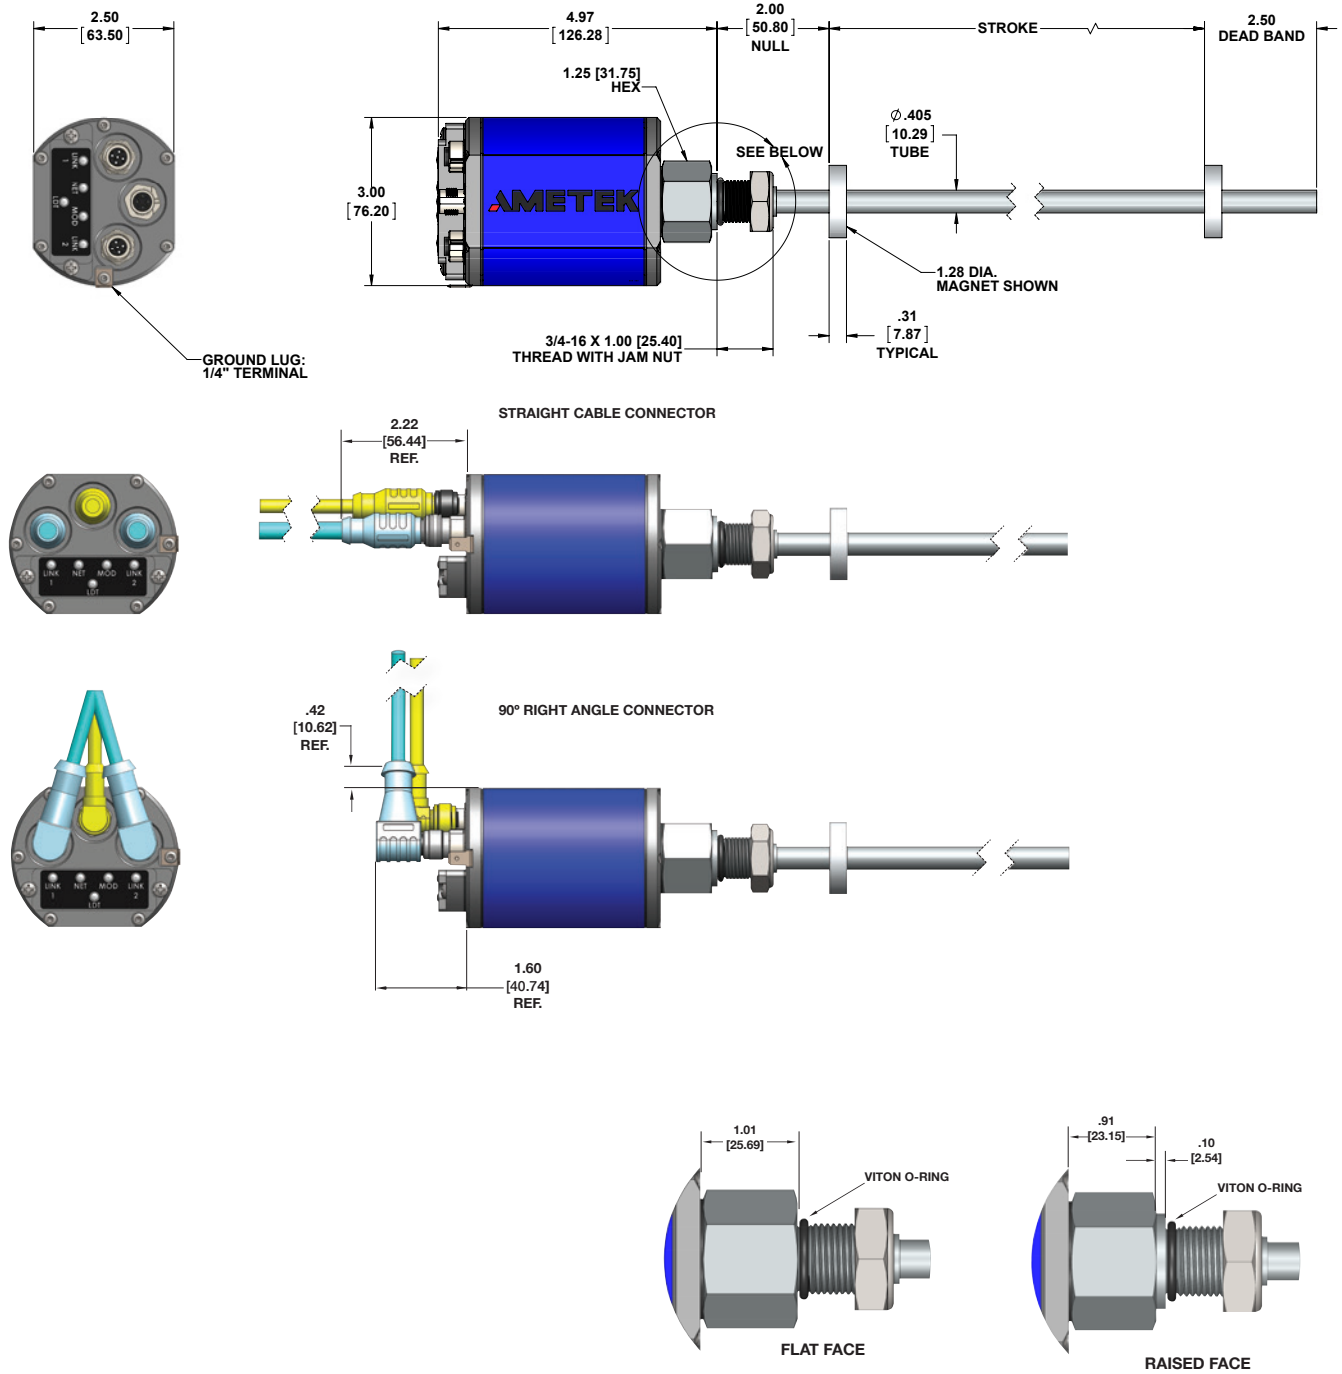 2.50
[63.50]
4.97
[126.28]
2.00
[50.80]
NULL
STROKE
2.50
DEAD BAND
1.25 [31.75]
HEX
Ø.405
[10.29]
TUBE
SEE BELOW
3.00
[76.20]
AMETEK
LINK
1
NET
LDT
MOD
LINK
2
1.28 DIA.
MAGNET SHOWN
.31
[7.87]
TYPICAL
3/4-16 X 1.00 [25.40]
THREAD WITH JAM NUT
GROUND LUG:
1/4" TERMINAL
STRAIGHT CABLE CONNECTOR
2.22
[56.44]
REF.
LINK NET MOD LINK
1 2
LDT
90º RIGHT ANGLE CONNECTOR
.42
[10.62]
REF.
LINK NET MOD LINK
1 2
LDT
1.60
[40.74]
REF.
1.01
[25.69]
VITON O-RING
FLAT FACE
.91
[23.15]
.10
[2.54]
VITON O-RING
RAISED FACE